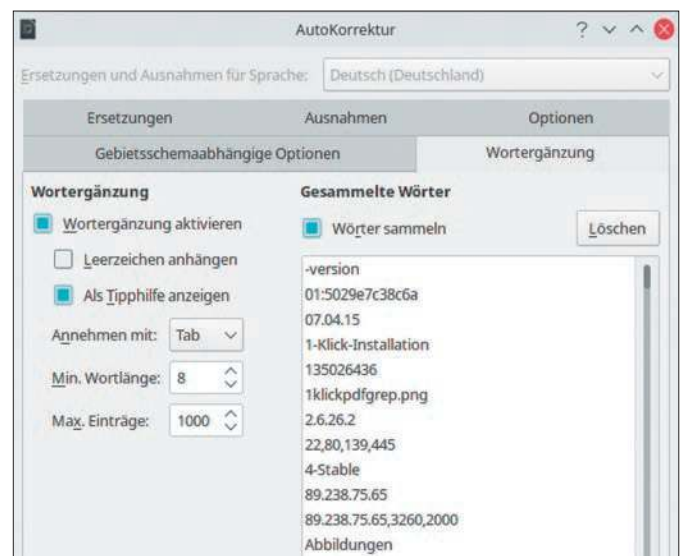 AutoKorrektur
Ersetzungen und Ausnahmen für Sprache: Deutsch (Deutschland)
Ersetzungen Ausnahmen Optionen
Gebietsschemaabhängige Optionen Wortergänzung
Wortergänzung
Wortergänzung aktivieren
Leerzeichen anhängen
Als Tipphilfe anzeigen
Annehmen mit: Tab
Min. Wortlänge: 8
Max. Einträge: 1000
Gesammelte Wörter
Wörter sammeln Löschen
-version
01:5029e7c38c6a
07.04.15
1-Klick-Installation
135026436
1klickpdfgrep.png
2.6.26.2
22,80,139,445
4-Stable
89.238.75.65
89.238.75.65,3260,2000
Abbildungen